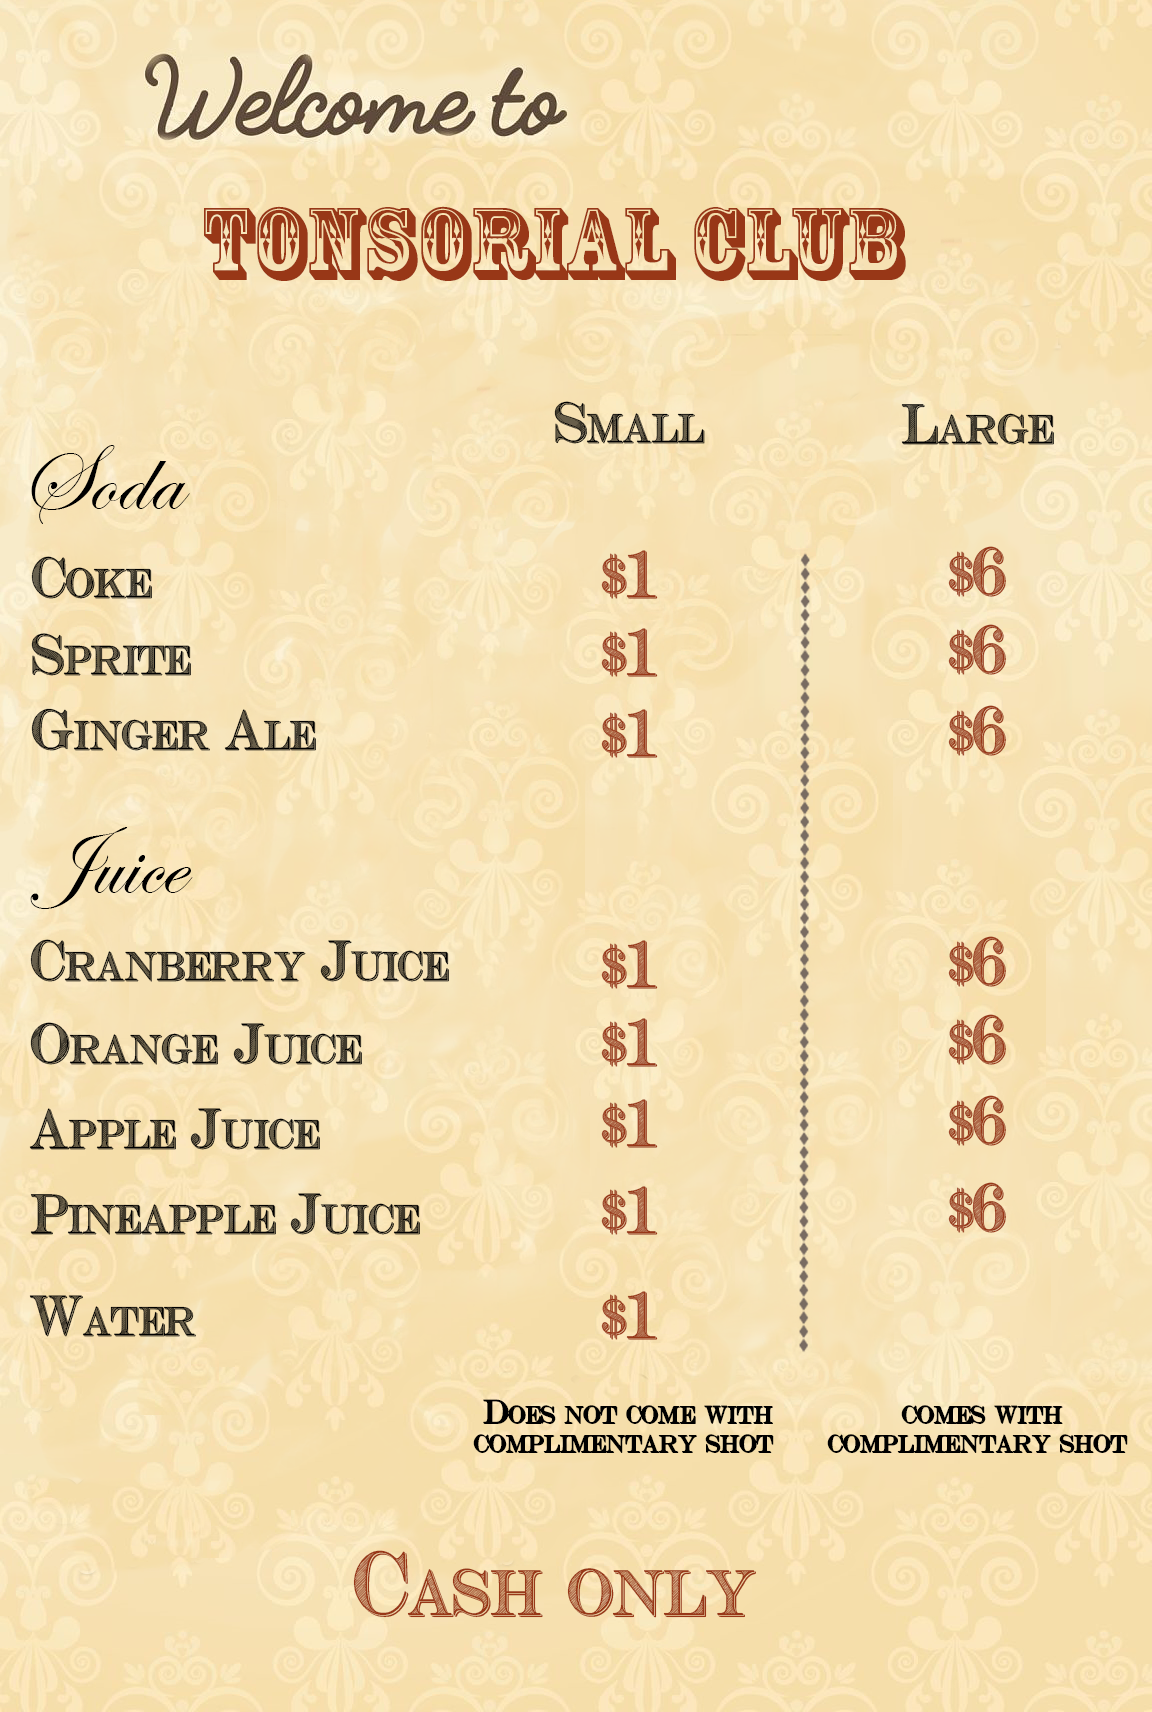 Welcome to
TONSORIAL CLUB
Small Large
Soda
Coke $1 $6
Sprite $1 $6
Ginger Ale $1 $6
Juice
Cranberry Juice $1 $6
Orange Juice $1 $6
Apple Juice $1 $6
Pineapple Juice $1 $6
Water $1
Does not come with
complimentary shot
comes with
complimentary shot
Cash only